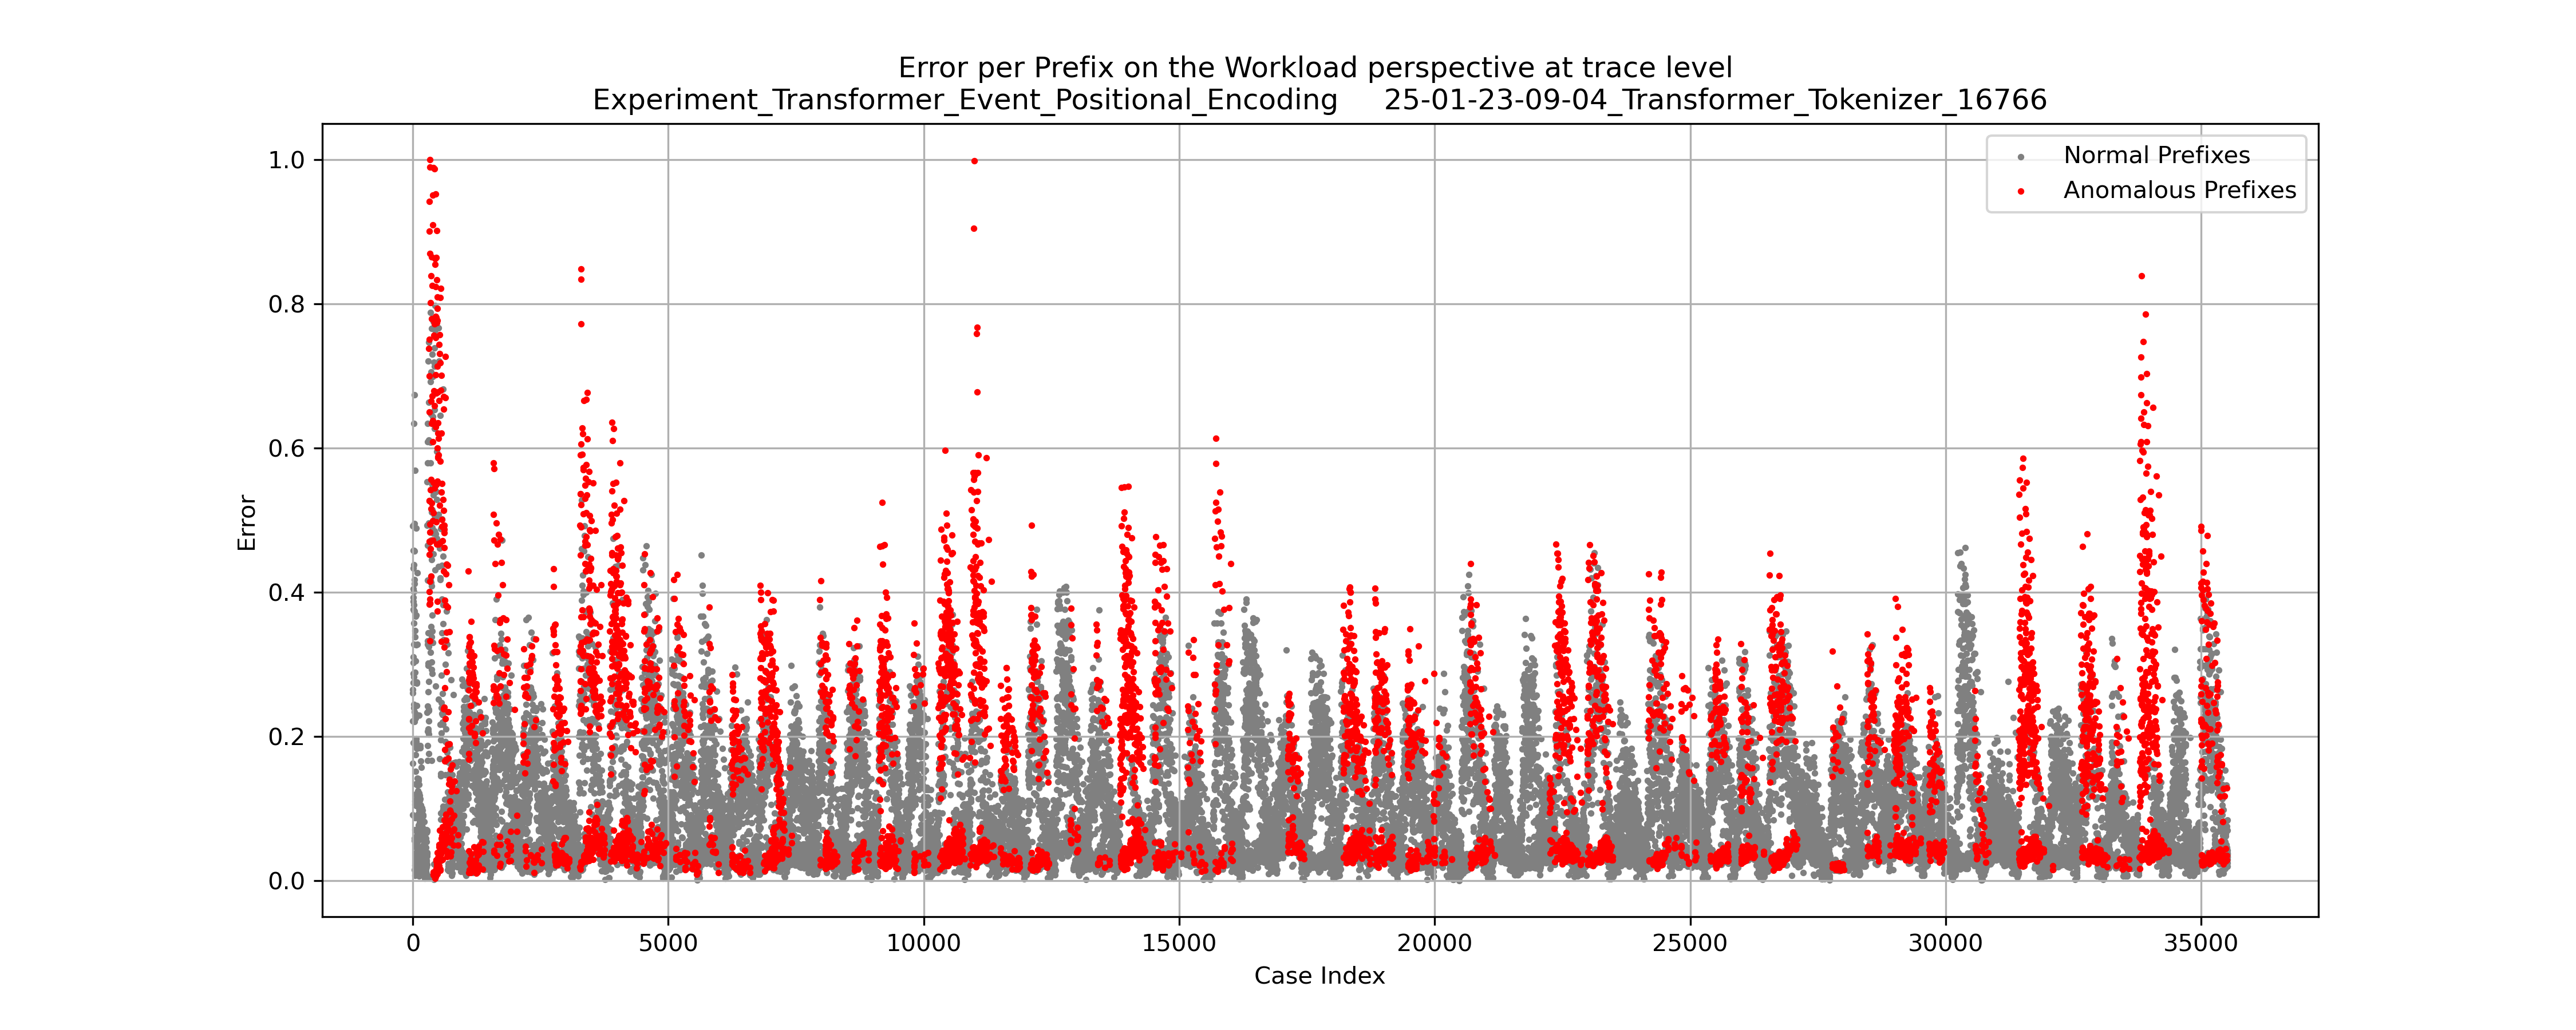 Error per Prefix on the Workload perspective at trace level
Experiment_Transformer_Event_Positional_Encoding 25-01-23-09-04_Transformer_Tokenizer_16766
Normal Prefixes
Anomalous Prefixes
Error
1.0
0.8
0.6
0.4
0.2
0.0
0 5000 10000 15000 20000 25000 30000 35000
Case Index